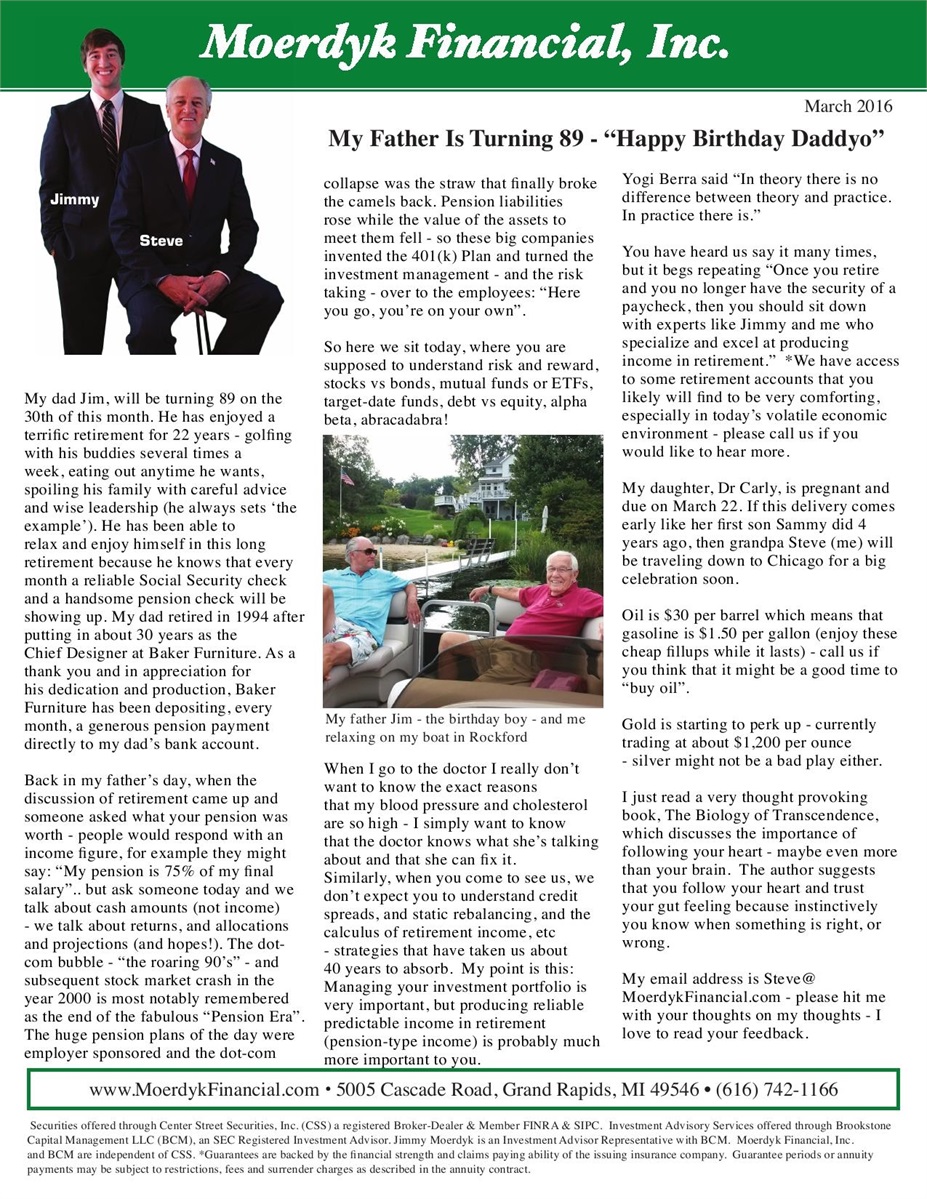 Moerdyk Financial, Inc.
Jimmy
Steve
March 2016
My Father Is Turning 89 - “Happy Birthday Daddyo”
My dad Jim, will be turning 89 on the
30th of this month. He has enjoyed a
terrific retirement for 22 years - golfing
with his buddies several times a
week, eating out anytime he wants,
spoiling his family with careful advice
and wise leadership (he always sets ‘the
example’). He has been able to
relax and enjoy himself in this long
retirement because he knows that every
month a reliable Social Security check
and a handsome pension check will be
showing up. My dad retired in 1994 after
putting in about 30 years as the
Chief Designer at Baker Furniture. As a
thank you and in appreciation for
his dedication and production, Baker
Furniture has been depositing, every
month, a generous pension payment
directly to my dad’s bank account.
Back in my father’s day, when the
discussion of retirement came up and
someone asked what your pension was
worth - people would respond with an
income figure, for example they might
say: “My pension is 75% of my final
salary”.. but ask someone today and we
talk about cash amounts (not income)
- we talk about returns, and allocations
and projections (and hopes!). The dot-
com bubble - “the roaring 90’s” - and
subsequent stock market crash in the
year 2000 is most notably remembered
as the end of the fabulous “Pension Era”.
The huge pension plans of the day were
employer sponsored and the dot-com
collapse was the straw that finally broke
the camels back. Pension liabilities
rose while the value of the assets to
meet them fell - so these big companies
invented the 401(k) Plan and turned the
investment management - and the risk
taking - over to the employees: “Here
you go, you’re on your own”.
So here we sit today, where you are
supposed to understand risk and reward,
stocks vs bonds, mutual funds or ETFs,
target-date funds, debt vs equity, alpha
beta, abracadabra!
My father Jim - the birthday boy - and me
relaxing on my boat in Rockford
When I go to the doctor I really don’t
want to know the exact reasons
that my blood pressure and cholesterol
are so high - I simply want to know
that the doctor knows what she’s talking
about and that she can fix it.
Similarly, when you come to see us, we
don’t expect you to understand credit
spreads, and static rebalancing, and the
calculus of retirement income, etc
- strategies that have taken us about
40 years to absorb.  My point is this:
Managing your investment portfolio is
very important, but producing reliable
predictable income in retirement
(pension-type income) is probably much
more important to you.
Yogi Berra said “In theory there is no
difference between theory and practice.
In practice there is.”
You have heard us say it many times,
but it begs repeating “Once you retire
and you no longer have the security of a
paycheck, then you should sit down
with experts like Jimmy and me who
specialize and excel at producing
income in retirement.”  *We have access
to some retirement accounts that you
likely will find to be very comforting,
especially in today’s volatile economic
environment - please call us if you
would like to hear more.
My daughter, Dr Carly, is pregnant and
due on March 22. If this delivery comes
early like her first son Sammy did 4
years ago, then grandpa Steve (me) will
be traveling down to Chicago for a big
celebration soon.
Oil is $30 per barrel which means that
gasoline is $1.50 per gallon (enjoy these
cheap fillups while it lasts) - call us if
you think that it might be a good time to
“buy oil”.
Gold is starting to perk up - currently
trading at about $1,200 per ounce
- silver might not be a bad play either.
I just read a very thought provoking
book, The Biology of Transcendence,
which discusses the importance of
following your heart - maybe even more
than your brain.  The author suggests
that you follow your heart and trust
your gut feeling because instinctively
you know when something is right, or
wrong.
My email address is Steve@
MoerdykFinancial.com - please hit me
with your thoughts on my thoughts - I
love to read your feedback.
www.MoerdykFinancial.com • 5005 Cascade Road, Grand Rapids, MI 49546 • (616) 742-1166
Securities offered through Center Street Securities, Inc. (CSS) a registered Broker-Dealer & Member FINRA & SIPC.  Investment Advisory Services offered through Brookstone
Capital Management LLC (BCM), an SEC Registered Investment Advisor. Jimmy Moerdyk is an Investment Advisor Representative with BCM.  Moerdyk Financial, Inc.
and BCM are independent of CSS. *Guarantees are backed by the financial strength and claims paying ability of the issuing insurance company.  Guarantee periods or annuity
payments may be subject to restrictions, fees and surrender charges as described in the annuity contract.